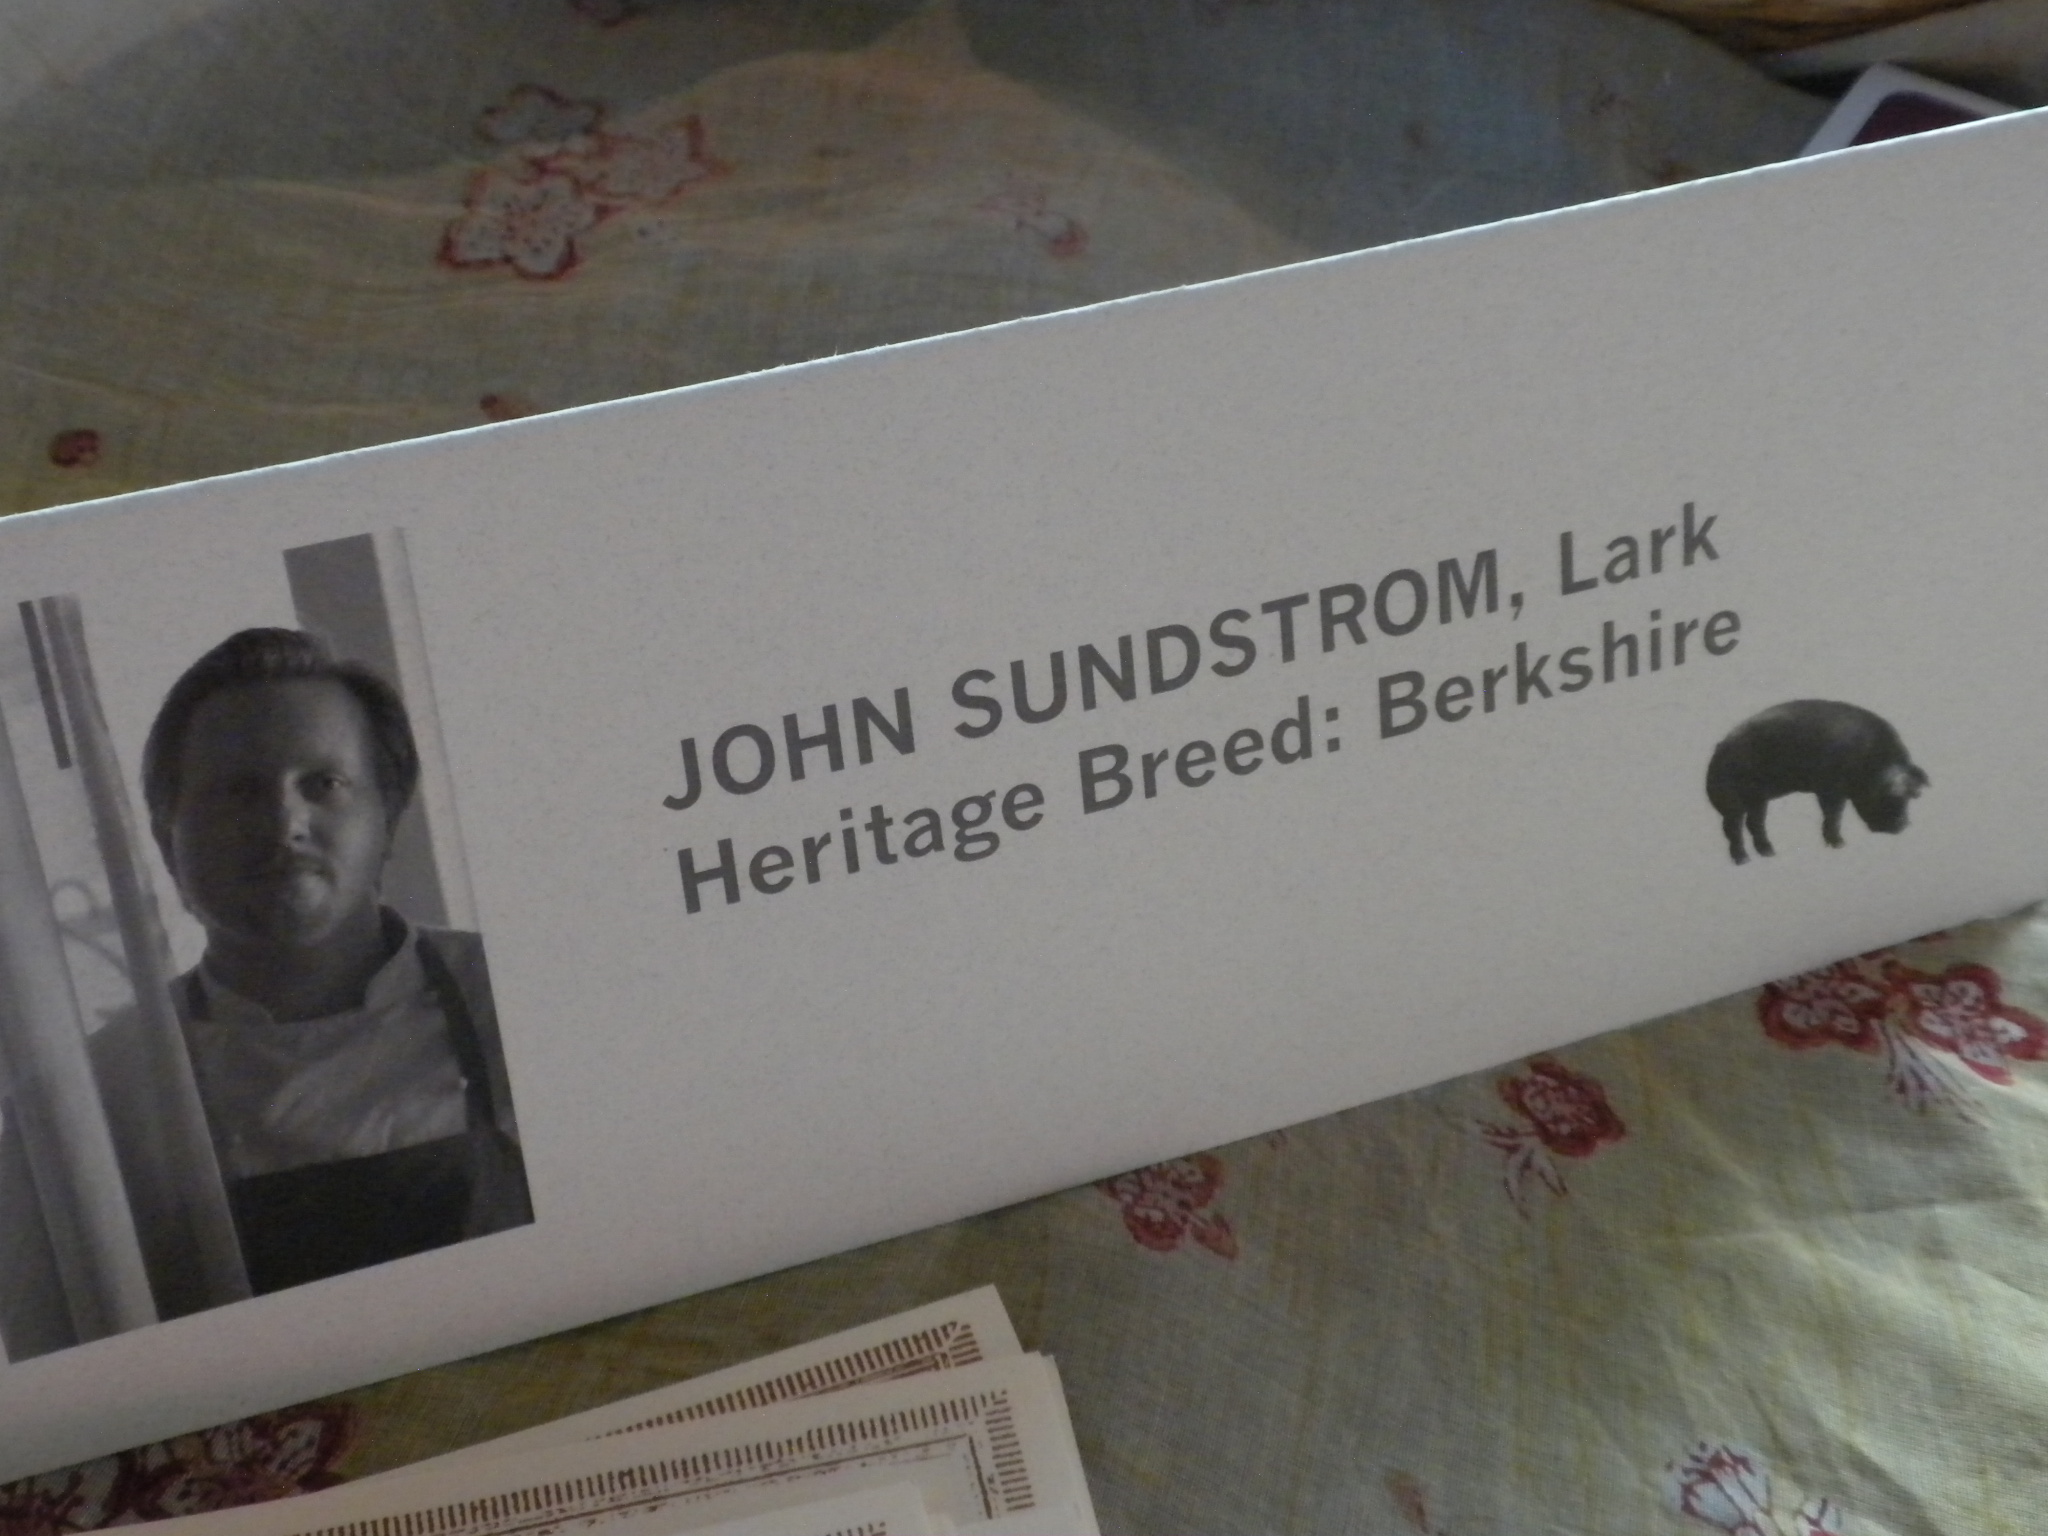 JOHN SUNDSTROM, Lark
Heritage Breed: Berkshire